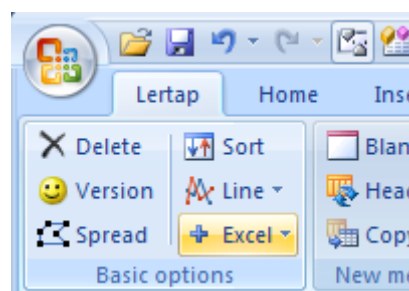 Lertap Home
Delete Sort
Version Line
Spread Excel
Basic options